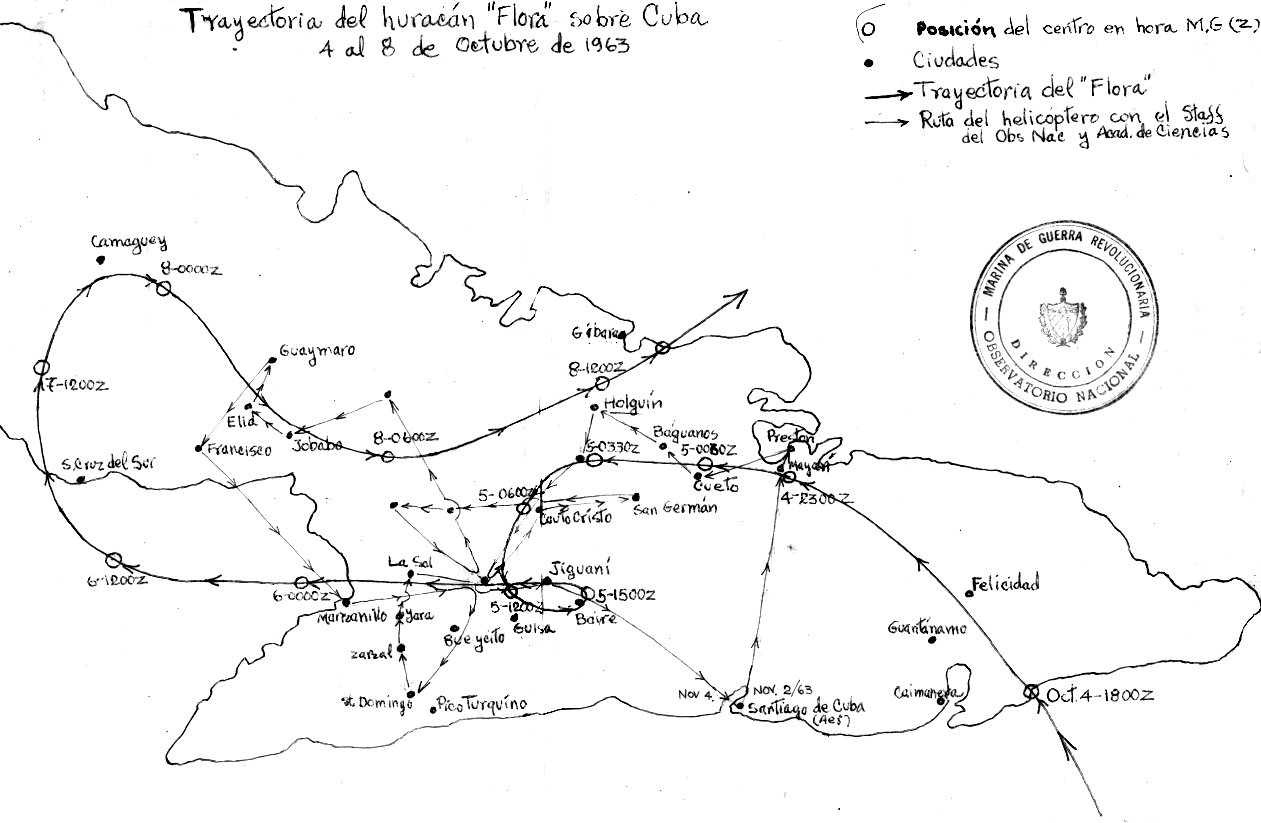 Trayectoria del huracán "Flora" sobre Cuba
4 al 8 de Octubre de 1963
Posición del centro en hora M.G (Z)
Ciudades
Trayectoria del "Flora"
Ruta del helicóptero con el Staff
del Obs Nac y Acad. de Ciencias
MARINA DE GUERRA REVOLUCIONARIA
DIRECCION
OBSERVATORIO NACIONAL
Camaguey
8-0000Z
Gibara
Guaymaro
8-1200Z
7-1200Z
Holguín
Elia
Jobabo
8-0600Z
Báguanos
Preston
Francisco
5-0330Z
Mayarí
S. Cruz del Sur
Cueto
4-2300Z
5-0600Z
Cauto Cristo
San Germán
La Sal
Jiguaní
6-1200Z
6-0000Z
5-1200Z
5-1500Z
Felicidad
Manzanillo
Yara
Baire
Guisa
Bueycito
Guantánamo
Zarzal
St. Domingo
Pico Turquino
Nov 4.
Nov. 2/63
Santiago de Cuba
Caimanera
Oct. 4-1800Z